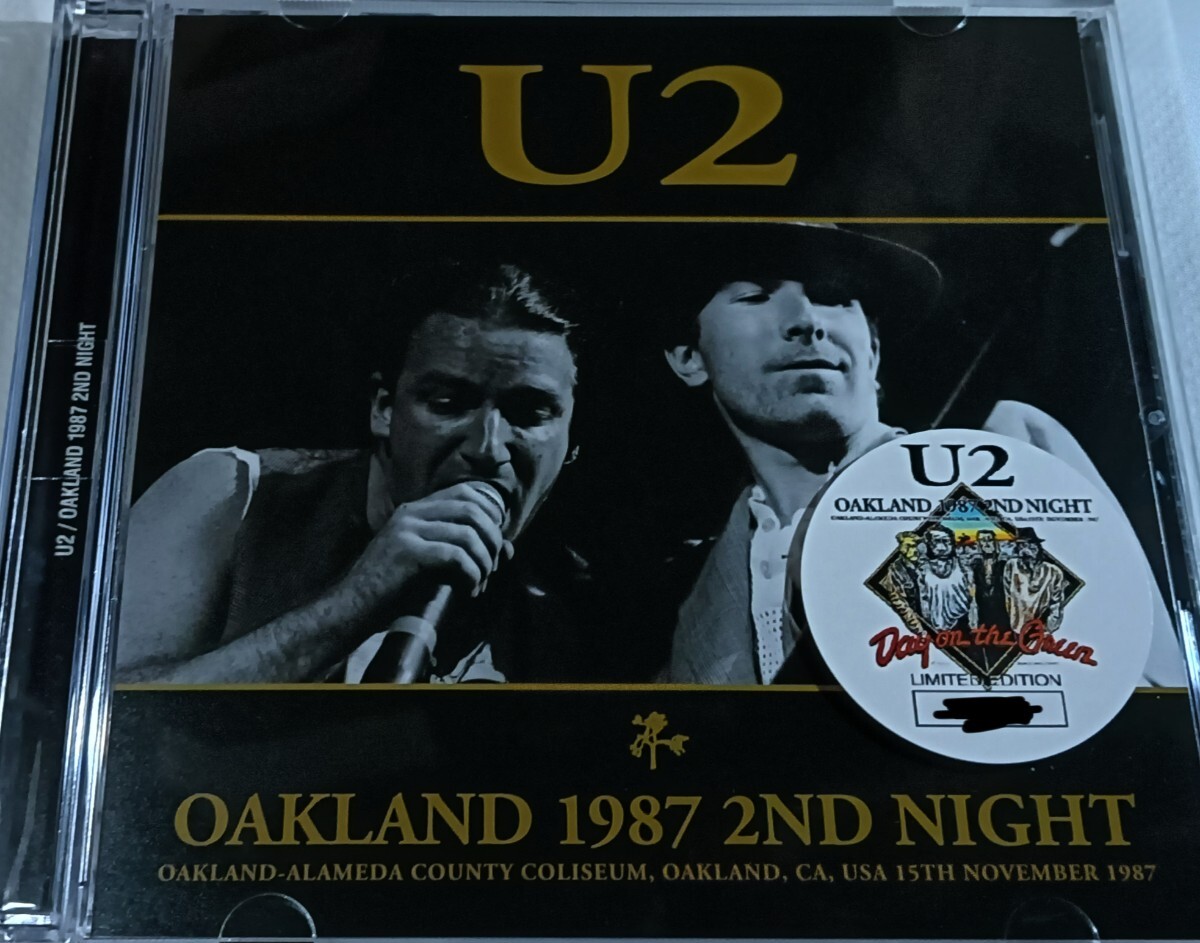 U2
U2 / OAKLAND 1987 2ND NIGHT
U2
OAKLAND 1987 2ND NIGHT
Day on the Green
LIMITED EDITION
OAKLAND 1987 2ND NIGHT
OAKLAND-ALAMEDA COUNTY COLISEUM, OAKLAND, CA, USA 15TH NOVEMBER 1987